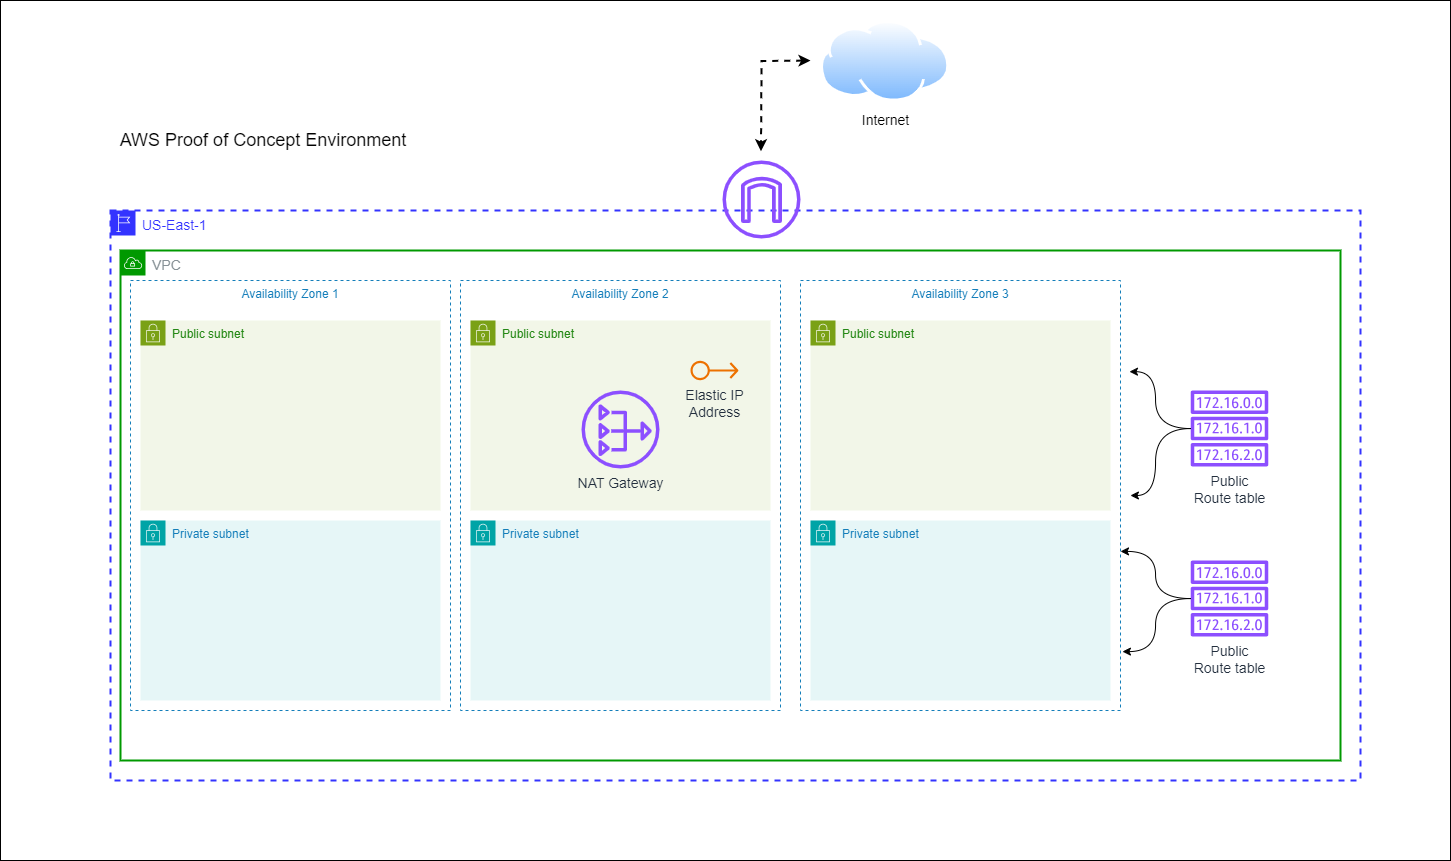 Internet
AWS Proof of Concept Environment
US-East-1
VPC
Availability Zone 1
Availability Zone 2
Availability Zone 3
Public subnet
Public subnet
Public subnet
Elastic IP
Address
NAT Gateway
172.16.0.0
172.16.1.0
172.16.2.0
Public
Route table
Private subnet
Private subnet
Private subnet
172.16.0.0
172.16.1.0
172.16.2.0
Public
Route table